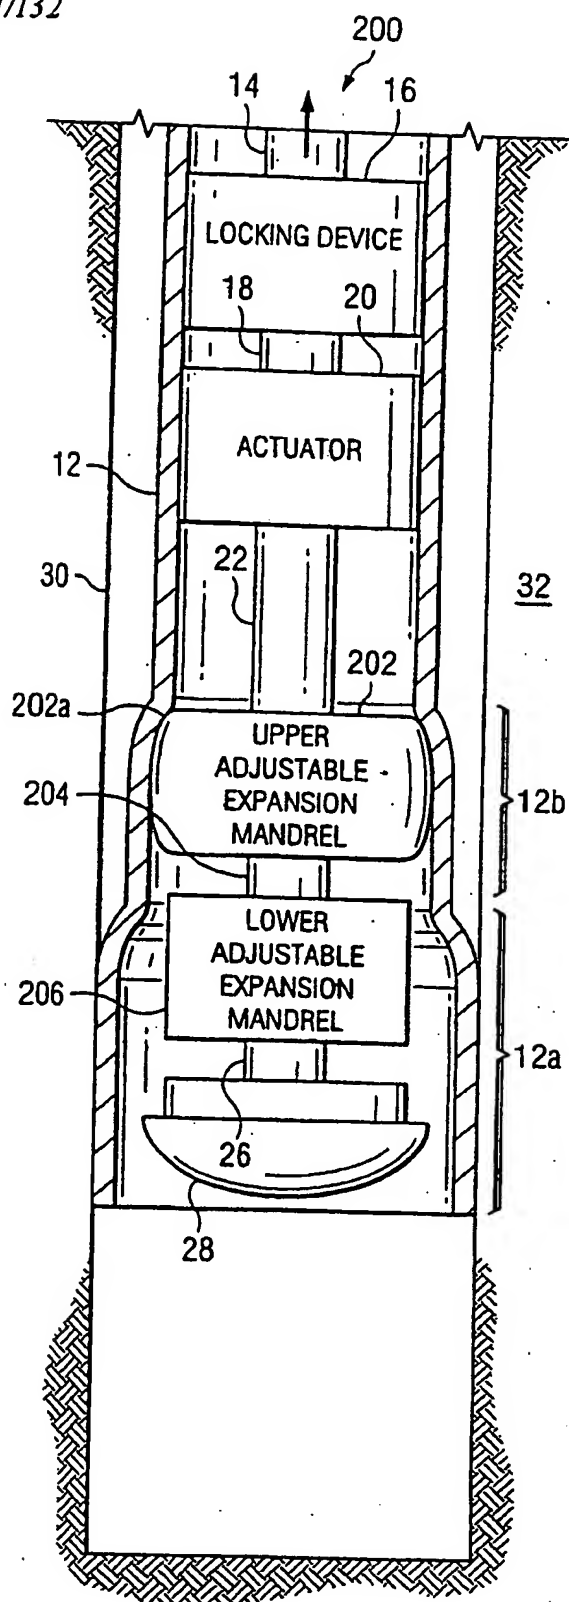 /132
200
14
16
LOCKING DEVICE
18
20
ACTUATOR
12
30
22
32
202
202a
UPPER
ADJUSTABLE
EXPANSION
MANDREL
12b
204
LOWER
ADJUSTABLE
EXPANSION
MANDREL
206
12a
26
28